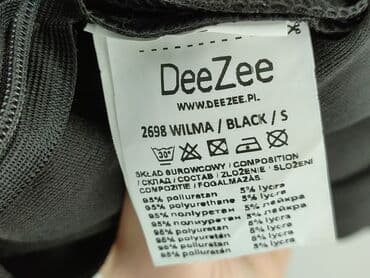 DeeZee
WWW.DEEZEE.PL
2698 WILMA / BLACK / S
30°
SKŁAD SUROWCOWY / COMPOSITION
/ СКЛАД / СОСТАВ / ZLOŽENIE / SLOŽENÍ
COMPOZITIE / FOGALMAZÁS:
95% poliuretan 5% lycra
95% polyurethane 5% lycra
95% полиуретан 5% лайкра
95% полиуретан 5% лайкра
95% polyuretan 5% lycra
95% polyuretan 5% lycra
95% poliuretan 5% lycra